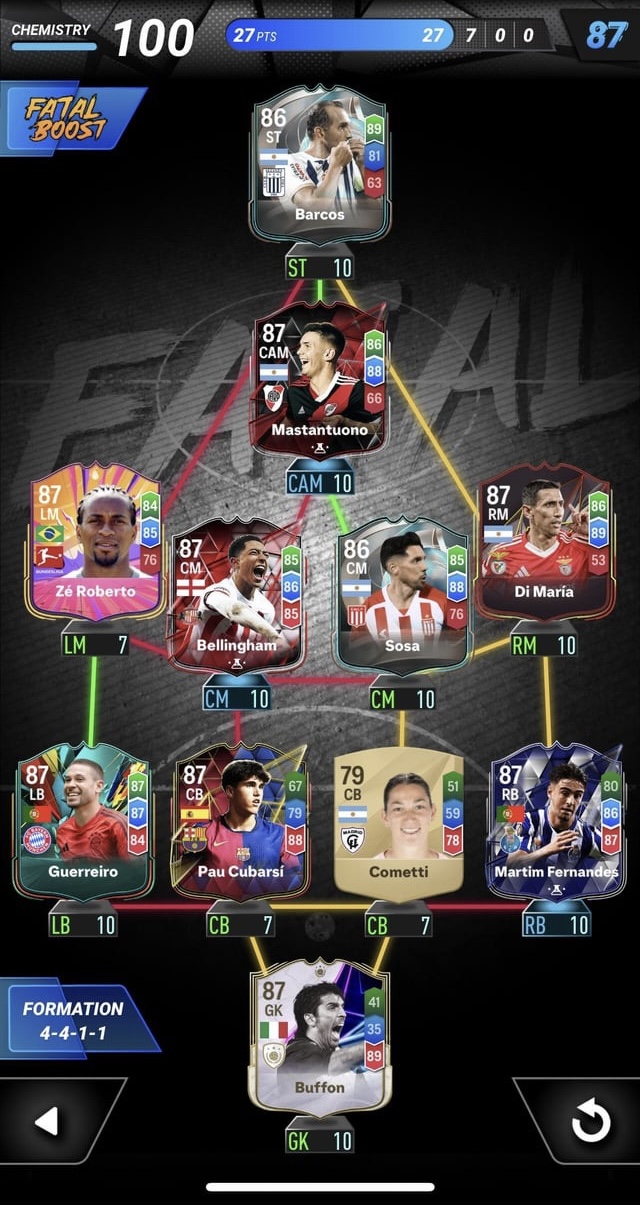 CHEMISTRY 100 27 PTS 27 7 0 0 87
FATAL
BOOST
86
ST
89
81
63
Barcos
ST 10
FATAL
87
CAM
86
88
66
Mastantuono
CAM 10
87
LM
84
85
76
BUNDESLIGA
Zé Roberto
LM 7
87
CM
85
86
85
Bellingham
CM 10
86
CM
85
88
76
Sosa
CM 10
87
RM
86
89
53
Di María
RM 10
87
LB
87
87
84
Guerreiro
LB 10
87
CB
67
79
88
Pau Cubarsí
CB 7
79
CB
51
59
78
MADRID
Cometti
CB 7
87
RB
80
86
87
Martim Fernandes
RB 10
87
GK
41
35
89
Buffon
GK 10
FORMATION
4-4-1-1